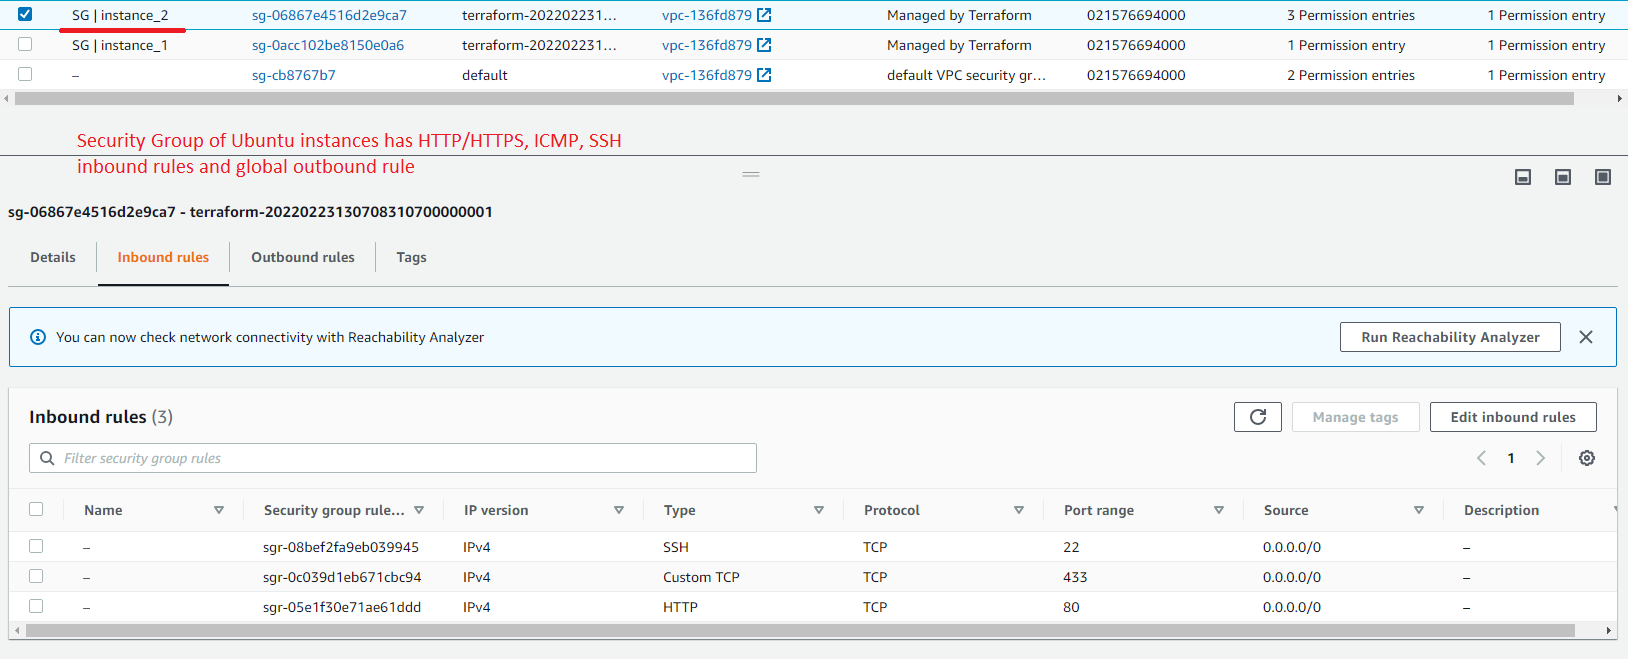 SG | instance_2 sg-06867e4516d2e9ca7 terraform-202202231... vpc-136fd879 Managed by Terraform 021576694000 3 Permission entries 1 Permission entry
SG | instance_1 sg-0acc102be8150e0a6 terraform-202202231... vpc-136fd879 Managed by Terraform 021576694000 1 Permission entry 1 Permission entry
– sg-cb8767b7 default vpc-136fd879 default VPC security gr... 021576694000 2 Permission entries 1 Permission entry
Security Group of Ubuntu instances has HTTP/HTTPS, ICMP, SSH
inbound rules and global outbound rule
sg-06867e4516d2e9ca7 - terraform-20220223130708310700000001
Details Inbound rules Outbound rules Tags
You can now check network connectivity with Reachability Analyzer Run Reachability Analyzer
Inbound rules (3) Manage tags Edit inbound rules
Filter security group rules 1
Name Security group rule... IP version Type Protocol Port range Source Description
– sgr-08bef2fa9eb039945 IPv4 SSH TCP 22 0.0.0.0/0 –
– sgr-0c039d1eb671cbc94 IPv4 Custom TCP TCP 433 0.0.0.0/0 –
– sgr-05e1f30e71ae61ddd IPv4 HTTP TCP 80 0.0.0.0/0 –